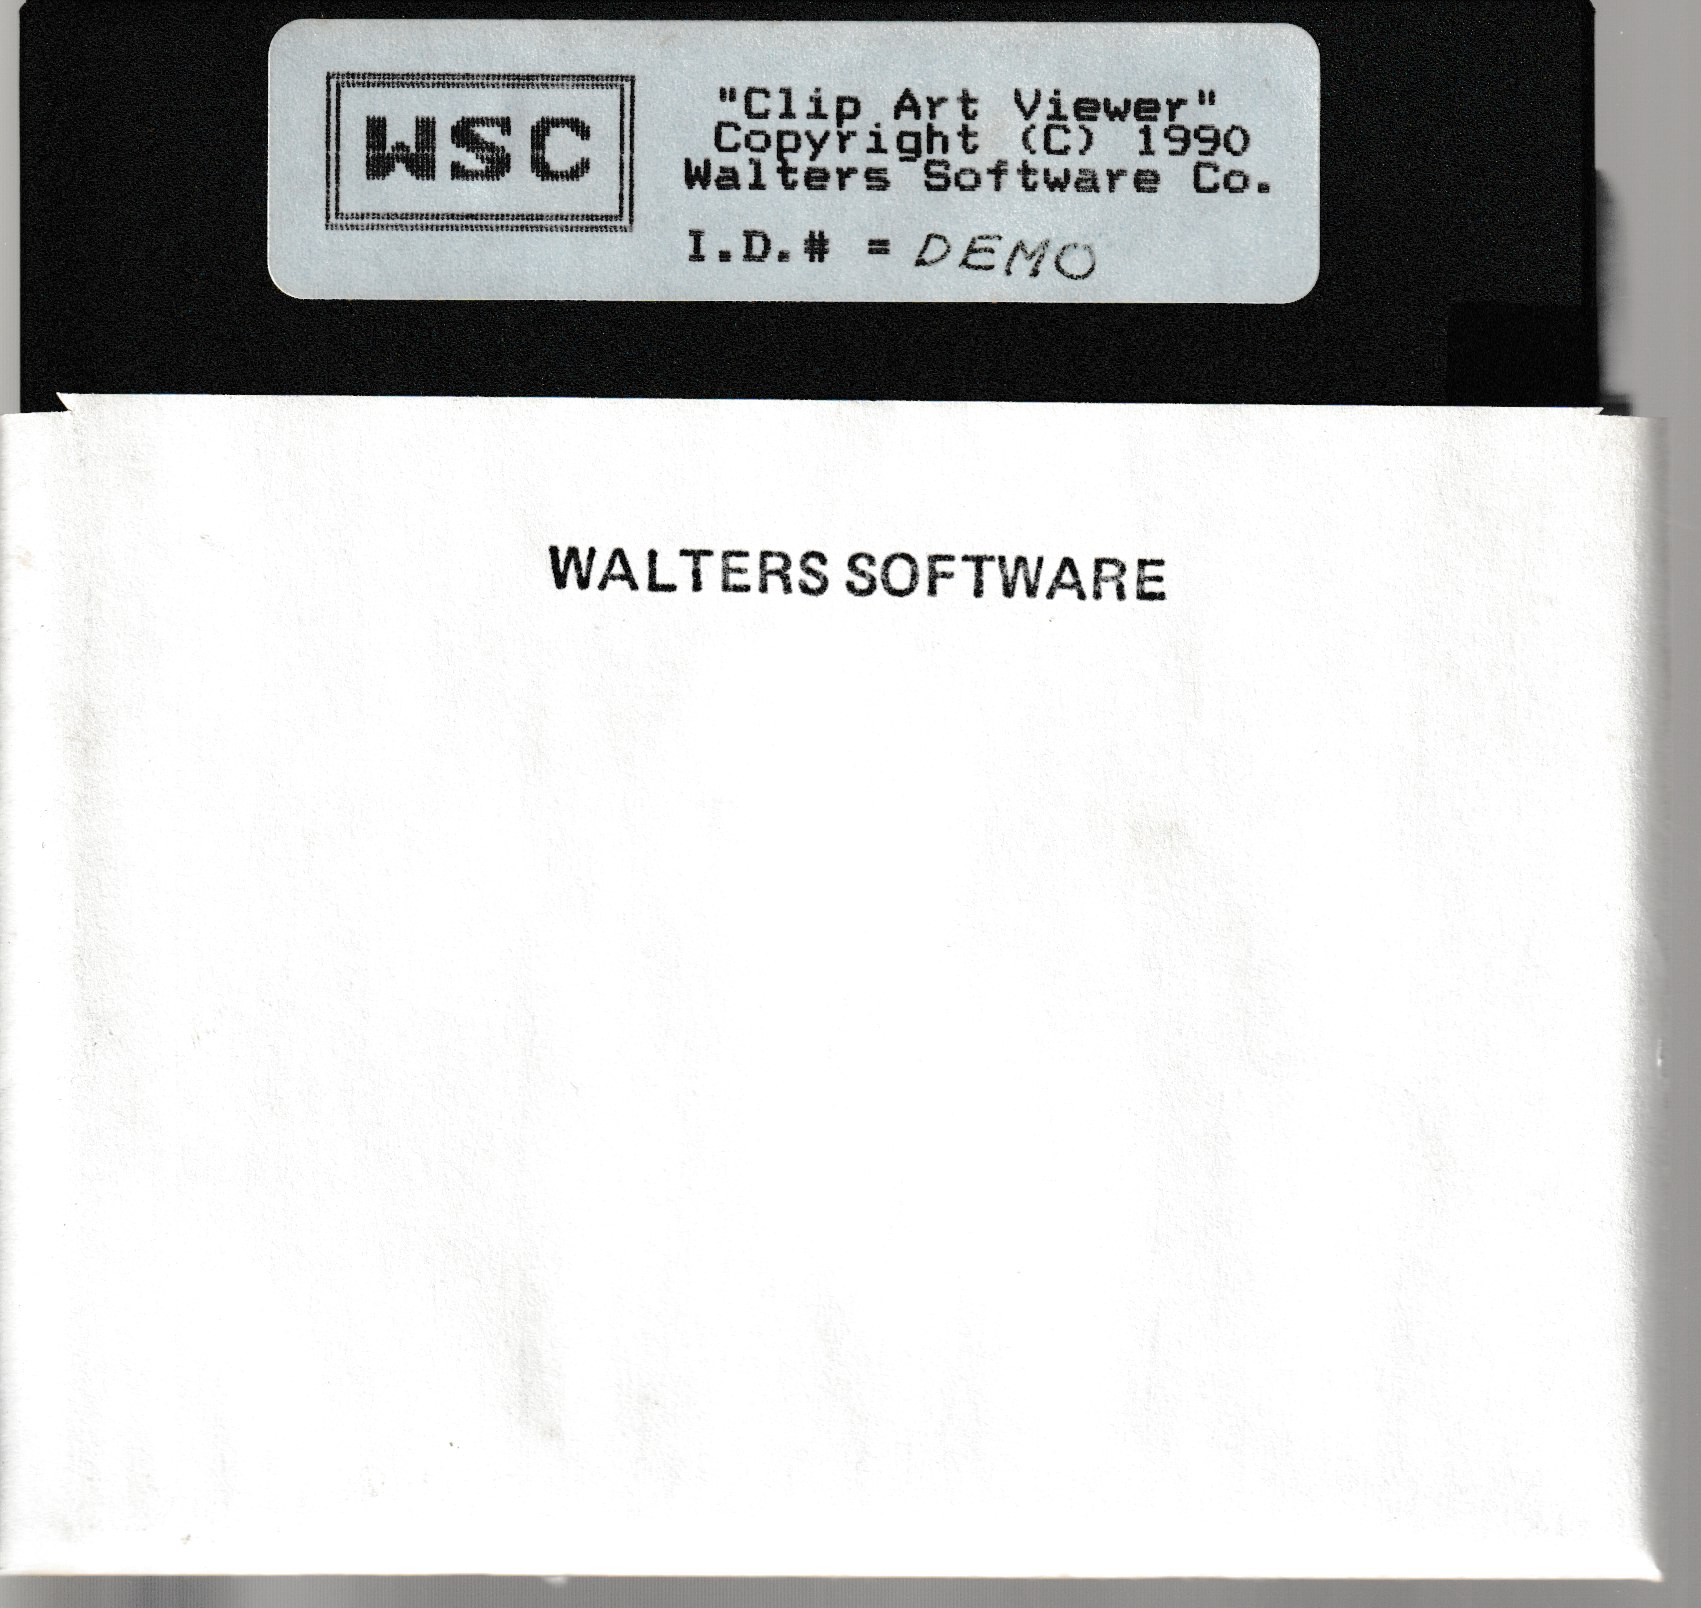 WSC
"Clip Art Viewer"
Copyright (C) 1990
Walters Software Co.
I.D.# = DEMO
WALTERS SOFTWARE